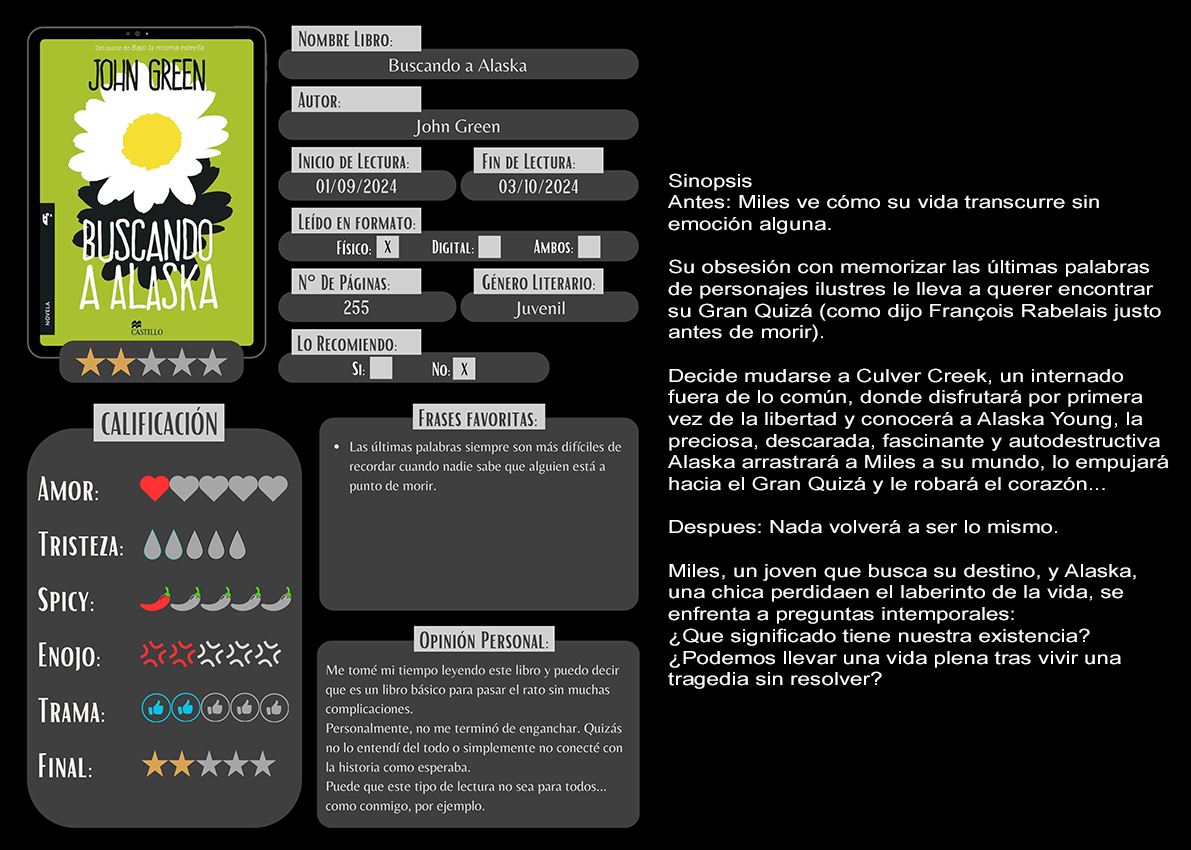 Del autor de Bajo la misma estrella
JOHN GREEN
BUSCANDO
A ALASKA
NOVELA
CASTILLO
Nombre Libro:
Buscando a Alaska
Autor:
John Green
Inicio de Lectura:
01/09/2024
Fin de Lectura:
03/10/2024
Leído en formato:
Físico: X Digital: Ambos:
N° De Páginas:
255
Género Literario:
Juvenil
Lo Recomiendo:
Si: No: X
CALIFICACIÓN
Amor:
Tristeza:
Spicy:
Enojo:
Trama:
Final:
Frases favoritas:
• Las últimas palabras siempre son más difíciles de
recordar cuando nadie sabe que alguien está a
punto de morir.
Opinión Personal:
Me tomé mi tiempo leyendo este libro y puedo decir
que es un libro básico para pasar el rato sin muchas
complicaciones.
Personalmente, no me terminó de enganchar. Quizás
no lo entendí del todo o simplemente no conecté con
la historia como esperaba.
Puede que este tipo de lectura no sea para todos...
como conmigo, por ejemplo.
Sinopsis
Antes: Miles ve cómo su vida transcurre sin
emoción alguna.
Su obsesión con memorizar las últimas palabras
de personajes ilustres le lleva a querer encontrar
su Gran Quizá (como dijo François Rabelais justo
antes de morir).
Decide mudarse a Culver Creek, un internado
fuera de lo común, donde disfrutará por primera
vez de la libertad y conocerá a Alaska Young, la
preciosa, descarada, fascinante y autodestructiva
Alaska arrastrará a Miles a su mundo, lo empujará
hacia el Gran Quizá y le robará el corazón...
Despues: Nada volverá a ser lo mismo.
Miles, un joven que busca su destino, y Alaska,
una chica perdidaen el laberinto de la vida, se
enfrenta a preguntas intemporales:
¿Que significado tiene nuestra existencia?
¿Podemos llevar una vida plena tras vivir una
tragedia sin resolver?